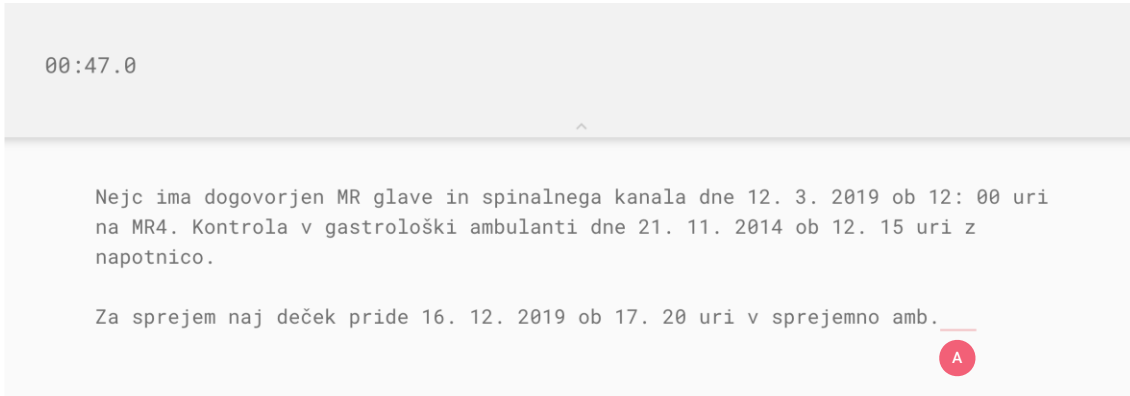 00:47.0
Nejc ima dogovorjen MR glave in spinalnega kanala dne 12. 3. 2019 ob 12: 00 uri
na MR4. Kontrola v gastrološki ambulanti dne 21. 11. 2014 ob 12. 15 uri z
napotnico.
Za sprejem naj deček pride 16. 12. 2019 ob 17. 20 uri v sprejemno amb.
A